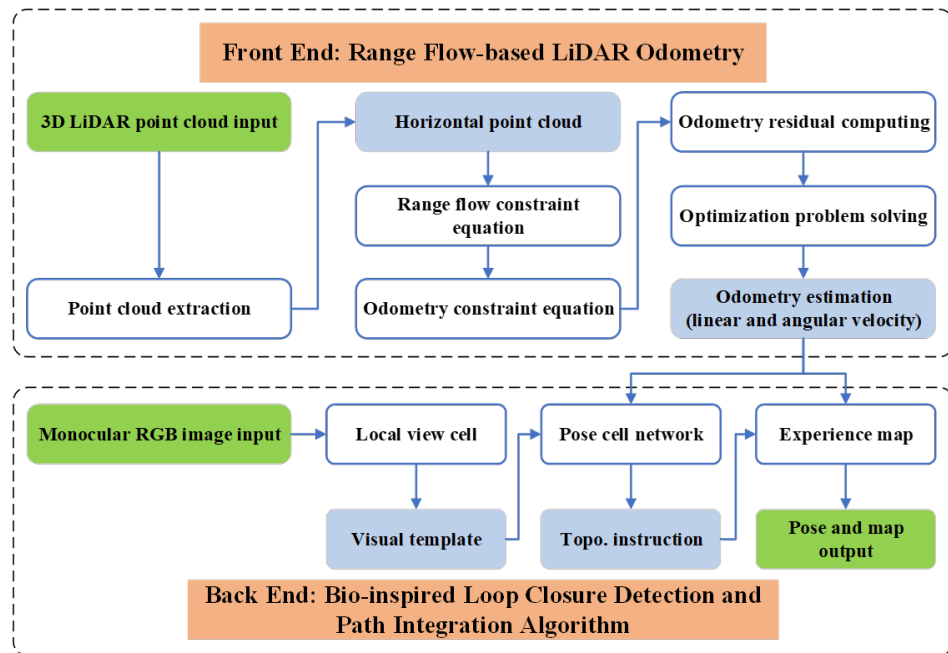 Front End: Range Flow-based LiDAR Odometry
3D LiDAR point cloud input
Point cloud extraction
Horizontal point cloud
Range flow constraint
equation
Odometry constraint equation
Odometry residual computing
Optimization problem solving
Odometry estimation
(linear and angular velocity)
Monocular RGB image input
Local view cell
Visual template
Pose cell network
Topo. instruction
Experience map
Pose and map
output
Back End: Bio-inspired Loop Closure Detection and
Path Integration Algorithm